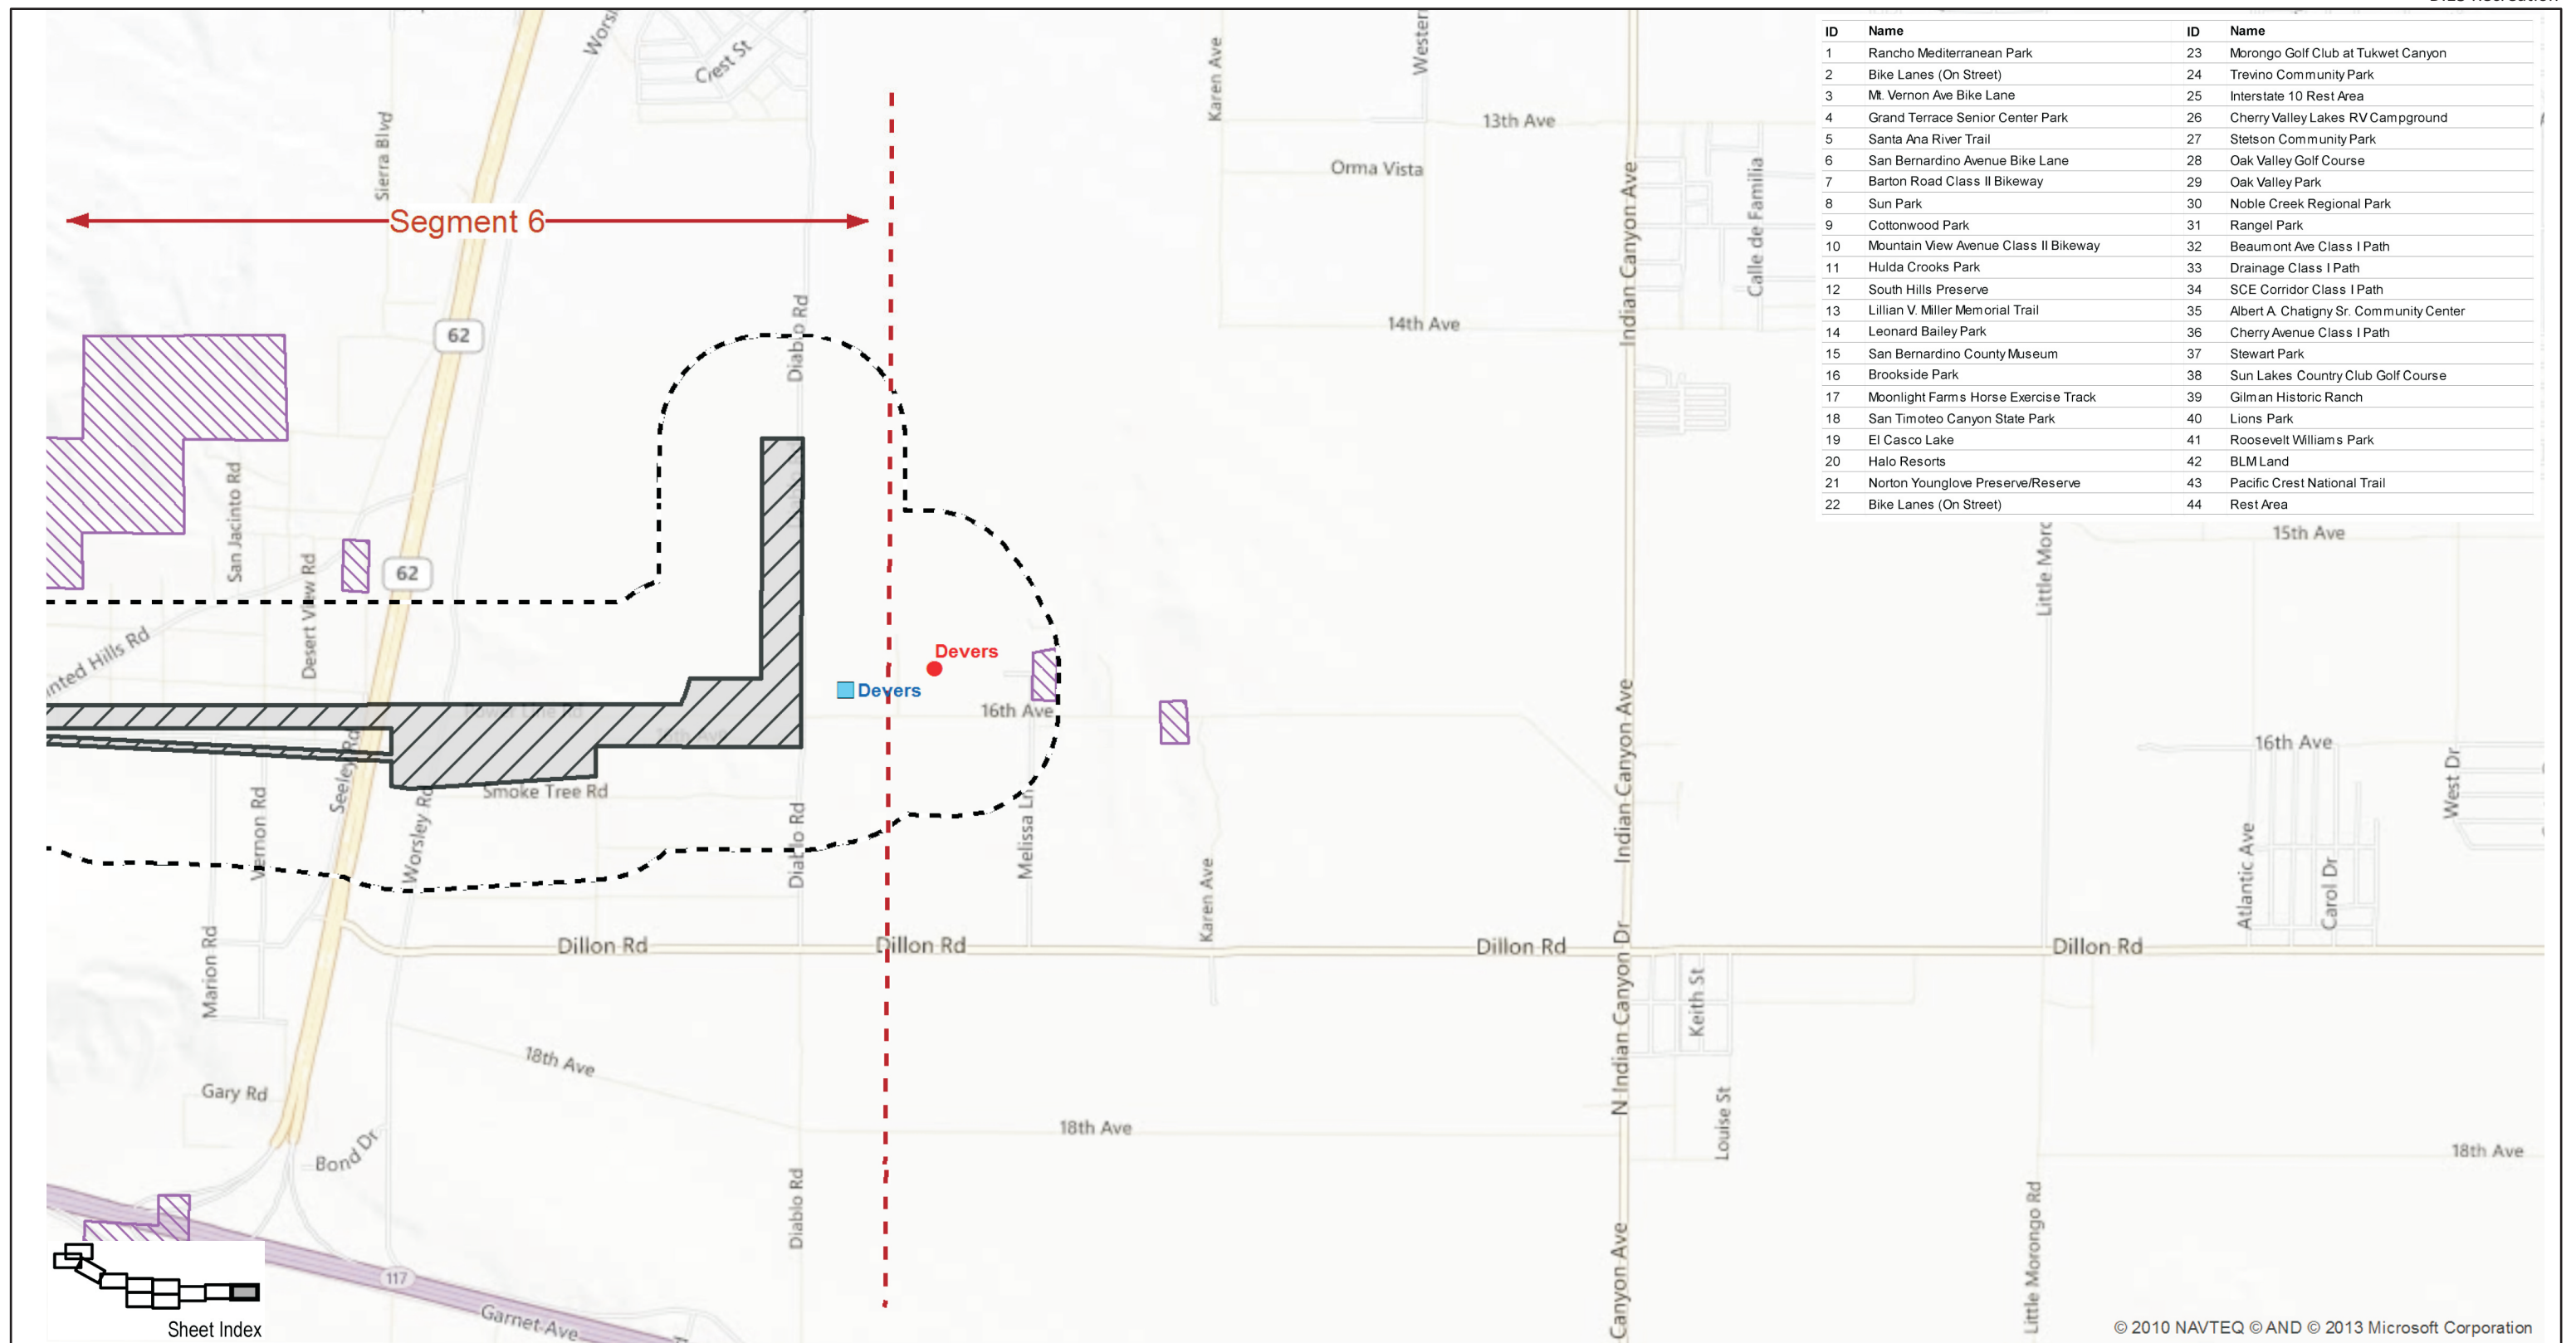 ID Name ID Name
1 Rancho Mediterranean Park 23 Morongo Golf Club at Tukwet Canyon
2 Bike Lanes (On Street) 24 Trevino Community Park
3 Mt. Vernon Ave Bike Lane 25 Interstate 10 Rest Area
4 Grand Terrace Senior Center Park 26 Cherry Valley Lakes RV Campground
5 Santa Ana River Trail 27 Stetson Community Park
6 San Bernardino Avenue Bike Lane 28 Oak Valley Golf Course
7 Barton Road Class II Bikeway 29 Oak Valley Park
8 Sun Park 30 Noble Creek Regional Park
9 Cottonwood Park 31 Rangel Park
10 Mountain View Avenue Class II Bikeway 32 Beaumont Ave Class I Path
11 Hulda Crooks Park 33 Drainage Class I Path
12 South Hills Preserve 34 SCE Corridor Class I Path
13 Lillian V. Miller Memorial Trail 35 Albert A. Chatigny Sr. Community Center
14 Leonard Bailey Park 36 Cherry Avenue Class I Path
15 San Bernardino County Museum 37 Stewart Park
16 Brookside Park 38 Sun Lakes Country Club Golf Course
17 Moonlight Farms Horse Exercise Track 39 Gilman Historic Ranch
18 San Timoteo Canyon State Park 40 Lions Park
19 El Casco Lake 41 Roosevelt Williams Park
20 Halo Resorts 42 BLM Land
21 Norton Younglove Preserve/Reserve 43 Pacific Crest National Trail
22 Bike Lanes (On Street) 44 Rest Area
Crest St
Sierra Blvd
Karen Ave
13th Ave
Orma Vista
Indian Canyon Ave
Calle de Familia
Segment 6
62
Diablo Rd
14th Ave
San Jacinto Rd
Desert View Rd
62
15th Ave
Devers
Devers
16th Ave
Power Line Rd
16th Ave
Seeley Rd
Smoke Tree Rd
Vernon Rd
Worsley Rd
Diablo Rd
Melissa Ln
Karen Ave
Indian Canyon Ave
Indian Canyon Ave
West Dr
Atlantic Ave
Carol Dr
Marion Rd
Dillon Rd
Dillon Rd
Dillon Rd
Dillon Rd
N Indian Canyon Dr
Keith St
18th Ave
Gary Rd
18th Ave
Louise St
18th Ave
Bond Dr
Diablo Rd
Little Morongo Rd
Canyon Ave
117
Garnet Ave
Sheet Index
© 2010 NAVTEQ © AND © 2013 Microsoft Corporation